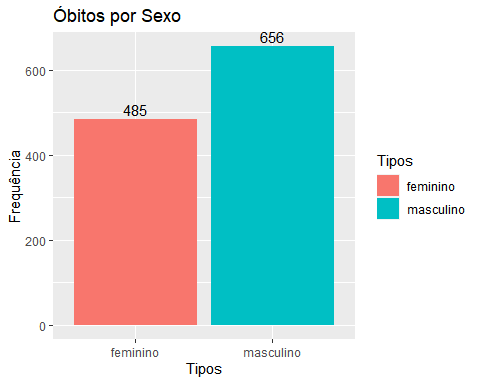 Óbitos por Sexo
656
485
600
400
200
0
Frequência
feminino
masculino
Tipos
Tipos
feminino
masculino